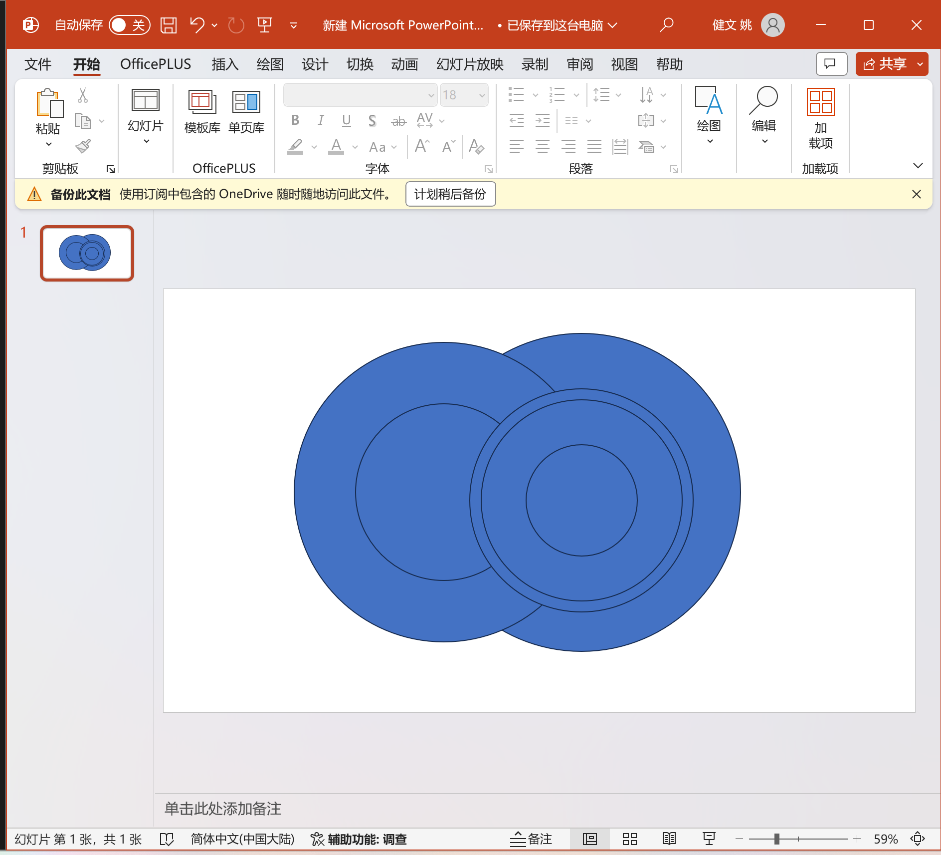 自动保存 关 新建 Microsoft PowerPoint... • 已保存到这台电脑 健文 姚
文件 开始 OfficePLUS 插入 绘图 设计 切换 动画 幻灯片放映 录制 审阅 视图 帮助 共享
18
粘贴 幻灯片 模板库 单页库 B I U S ab AV 绘图 编辑 加
载项
A Aa A A A
剪贴板 OfficePLUS 字体 段落 加载项
备份此文档 使用订阅中包含的 OneDrive 随时随地访问此文件。 计划稍后备份
1
单击此处添加备注
幻灯片 第 1 张，共 1 张 简体中文(中国大陆) 辅助功能: 调查 备注 59%